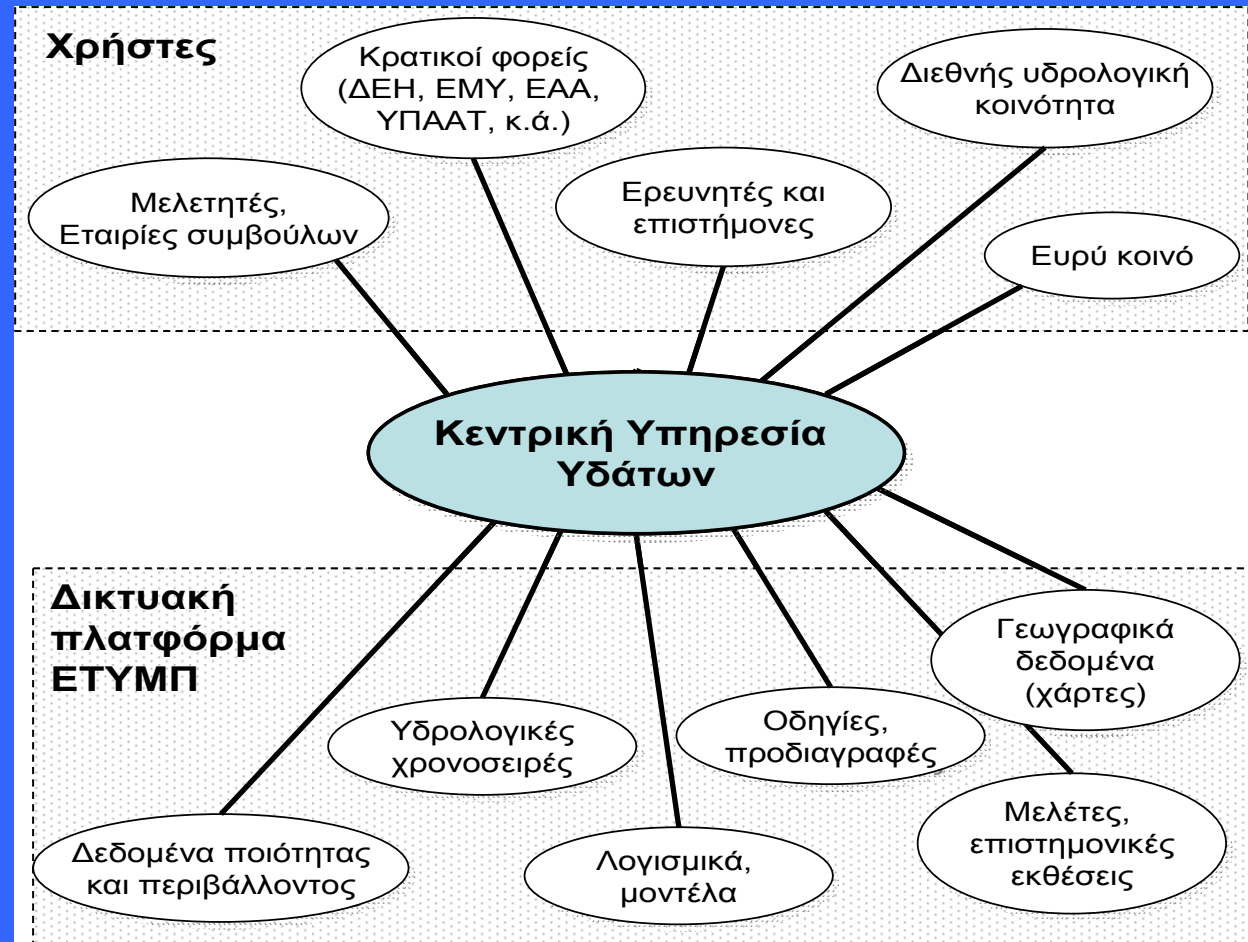 Χρήστες
Κρατικοί φορείς
(ΔΕΗ, ΕΜΥ, ΕΑΑ,
ΥΠΑΑΤ, κ.ά.)
Διεθνής υδρολογική
κοινότητα
Μελετητές,
Εταιρίες συμβούλων
Ερευνητές και
επιστήμονες
Ευρύ κοινό
Κεντρική Υπηρεσία
Υδάτων
Δικτυακή
πλατφόρμα
ΕΤΥΜΠ
Γεωγραφικά
δεδομένα
(χάρτες)
Υδρολογικές
χρονοσειρές
Οδηγίες,
προδιαγραφές
Δεδομένα ποιότητας
και περιβάλλοντος
Λογισμικά,
μοντέλα
Μελέτες,
επιστημονικές
εκθέσεις